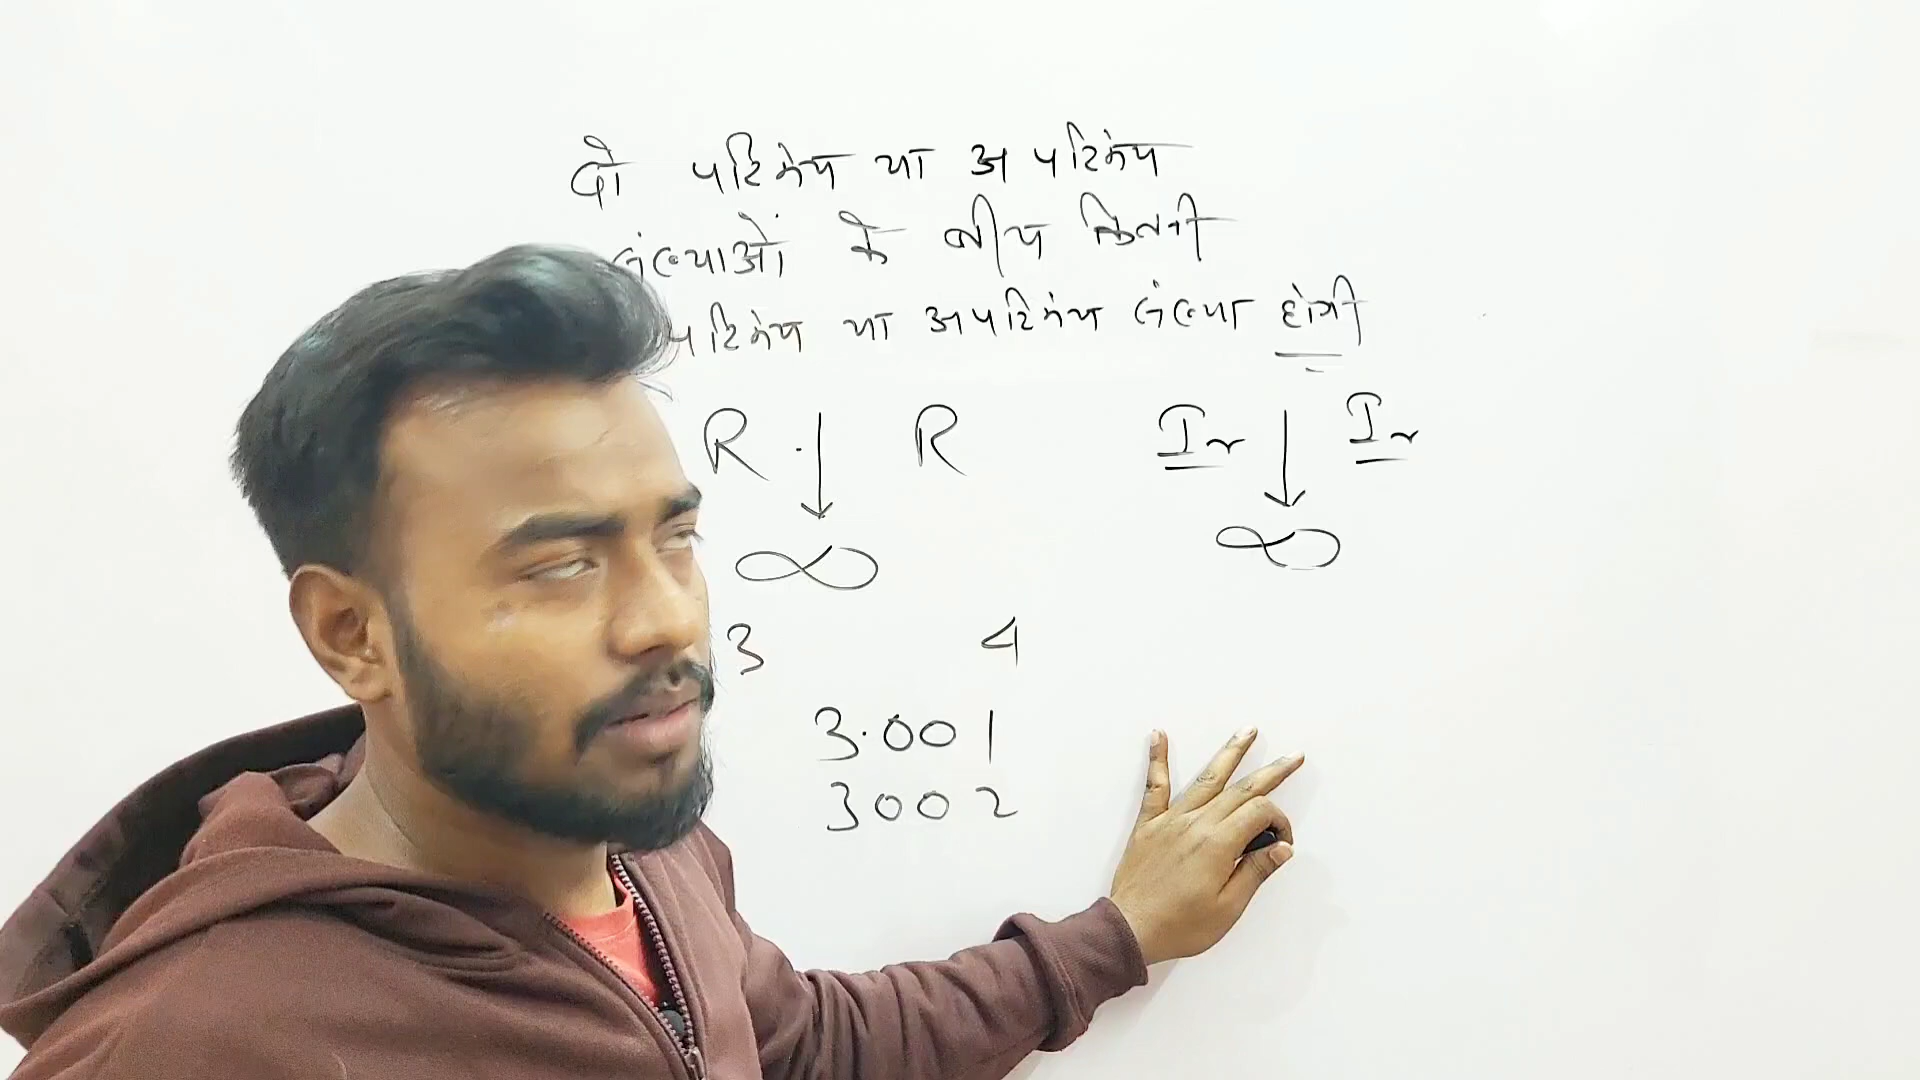 दो परिमेय या अपरिमेय
संख्याओं के बीच कितनी
परिमेय या अपरिमेय संख्या होगी
R R Ir Ir
∞ ∞
3 4
3.001
3002